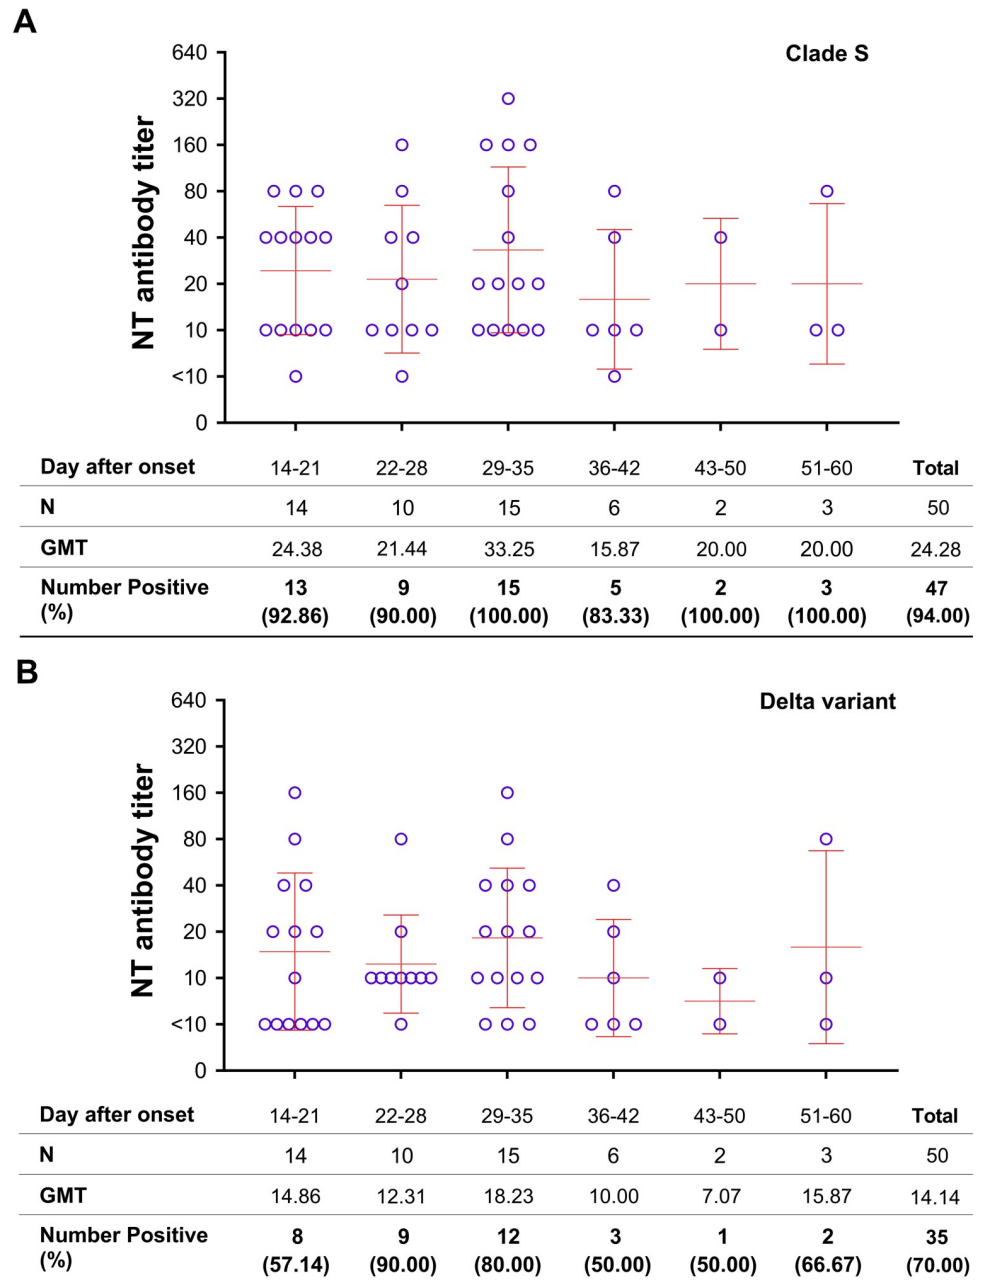 A
Clade S
NT antibody titer
640
320
160
80
40
20
10
<10
0
Day after onset 14-21 22-28 29-35 36-42 43-50 51-60 Total
N 14 10 15 6 2 3 50
GMT 24.38 21.44 33.25 15.87 20.00 20.00 24.28
Number Positive 13 9 15 5 2 3 47
(%) (92.86) (90.00) (100.00) (83.33) (100.00) (100.00) (94.00)
B
Delta variant
NT antibody titer
640
320
160
80
40
20
10
<10
0
Day after onset 14-21 22-28 29-35 36-42 43-50 51-60 Total
N 14 10 15 6 2 3 50
GMT 14.86 12.31 18.23 10.00 7.07 15.87 14.14
Number Positive 8 9 12 3 1 2 35
(%) (57.14) (90.00) (80.00) (50.00) (50.00) (66.67) (70.00)